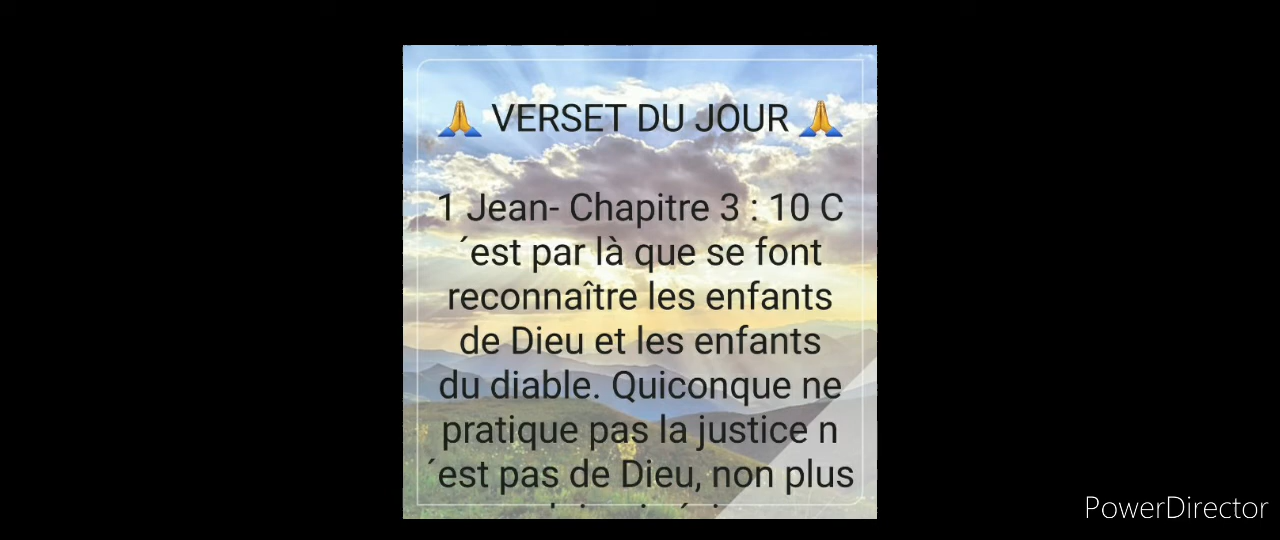 🙏 VERSET DU JOUR 🙏
1 Jean- Chapitre 3 : 10 C
´est par là que se font
reconnaître les enfants
de Dieu et les enfants
du diable. Quiconque ne
pratique pas la justice n
´est pas de Dieu, non plus
PowerDirector